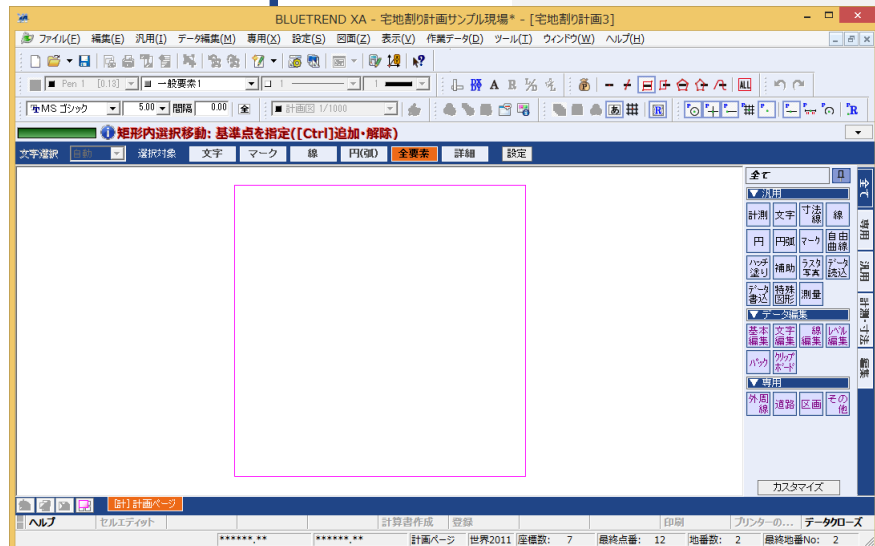 BLUETREND XA - 宅地割り計画サンプル現場* - [宅地割り計画3]
ファイル(F) 編集(E) 汎用(I) データ編集(M) 専用(X) 設定(S) 図面(Z) 表示(V) 作業データ(D) ツール(T) ウィンドウ(W) ヘルプ(H)
Pen 1 [0.13] 一般要素1 1 1 A R ALL
MS ゴシック 5.00 間隔 0.00 全 計画図 1/1000 あ R R
矩形内選択移動: 基準点を指定([Ctrl]追加・解除)
文字選択 自動 選択対象 文字 マーク 線 円(弧) 全要素 詳細 設定
全て
▼ 汎用
計測 文字 寸法線 線
円 円弧 マーク 自由曲線
ハッチ塗り 補助 ラスタ写真 データ読込
データ書込 特殊図形 測量
▼ データ編集
基本編集 文字編集 線編集 レベル編集
パック クリップボード
▼ 専用
外周線 道路 区画 その他
カスタマイズ
全て
専用
汎用
計測・寸法
編集
[計] 計画ページ
ヘルプ セルエディット 計算書作成 登録 印刷 プリンターの... データクローズ
******.** ******.** 計画ページ 世界2011 座標数: 7 最終点番: 12 地番数: 2 最終地番No: 2